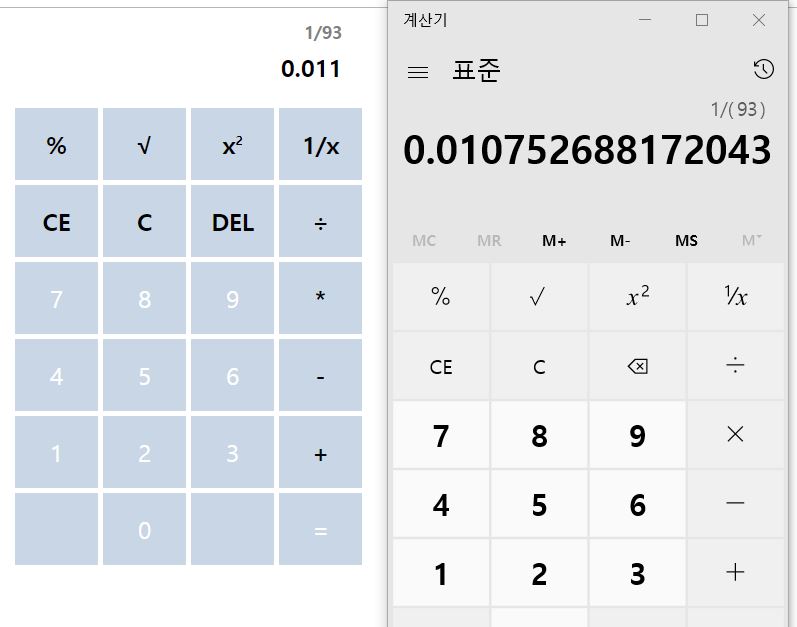 1/93
0.011
% √ x² 1/x
CE C DEL ÷
7 8 9 *
4 5 6 -
1 2 3 +
0 =
계산기
표준
1/( 93 )
0.010752688172043
MC MR M+ M- MS M˅
% √ x² ¹/x
CE C ÷
7 8 9 ×
4 5 6 −
1 2 3 +